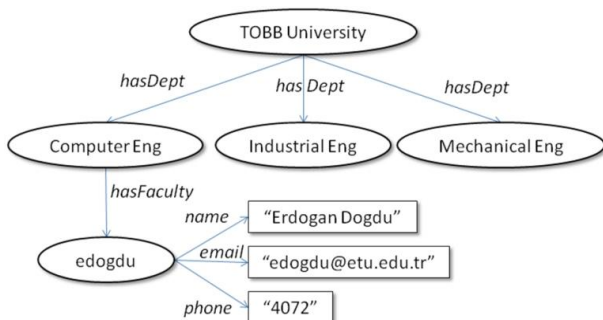 TOBB University
hasDept
has Dept
hasDept
Computer Eng
Industrial Eng
Mechanical Eng
hasFaculty
name
"Erdogan Dogdu"
edogdu
email
"edogdu@etu.edu.tr"
phone
"4072"